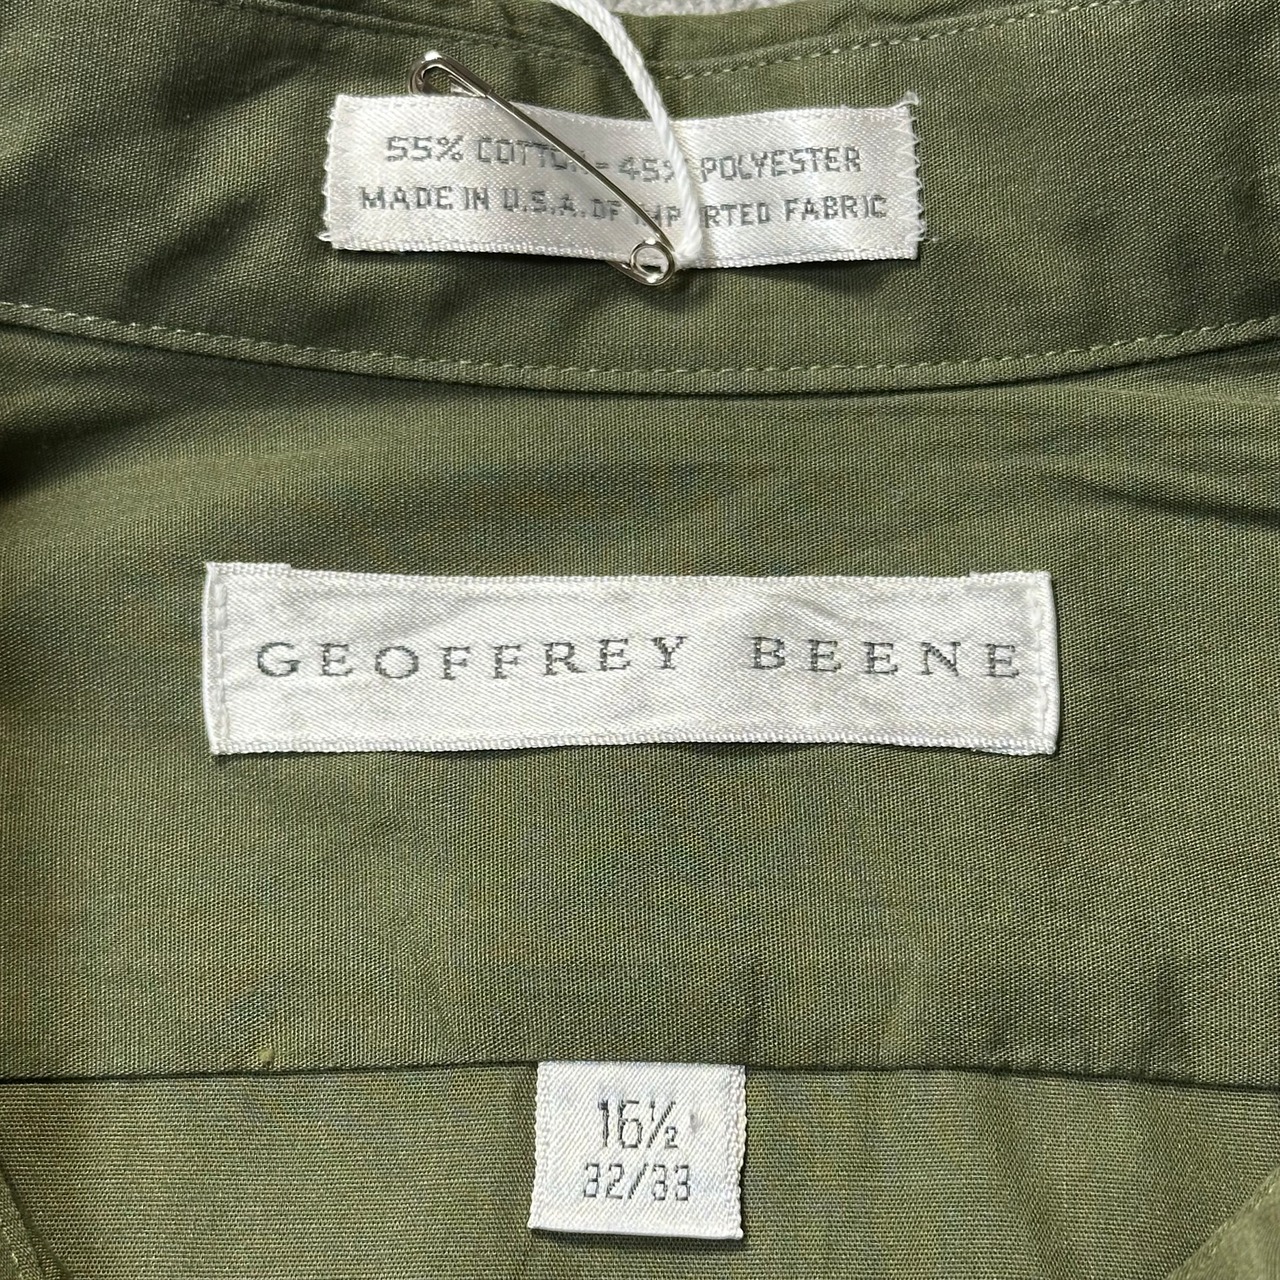 55% COTTON - 45% POLYESTER
MADE IN U.S.A. OF IMPORTED FABRIC
GEOFFREY BEENE
16½
32/33